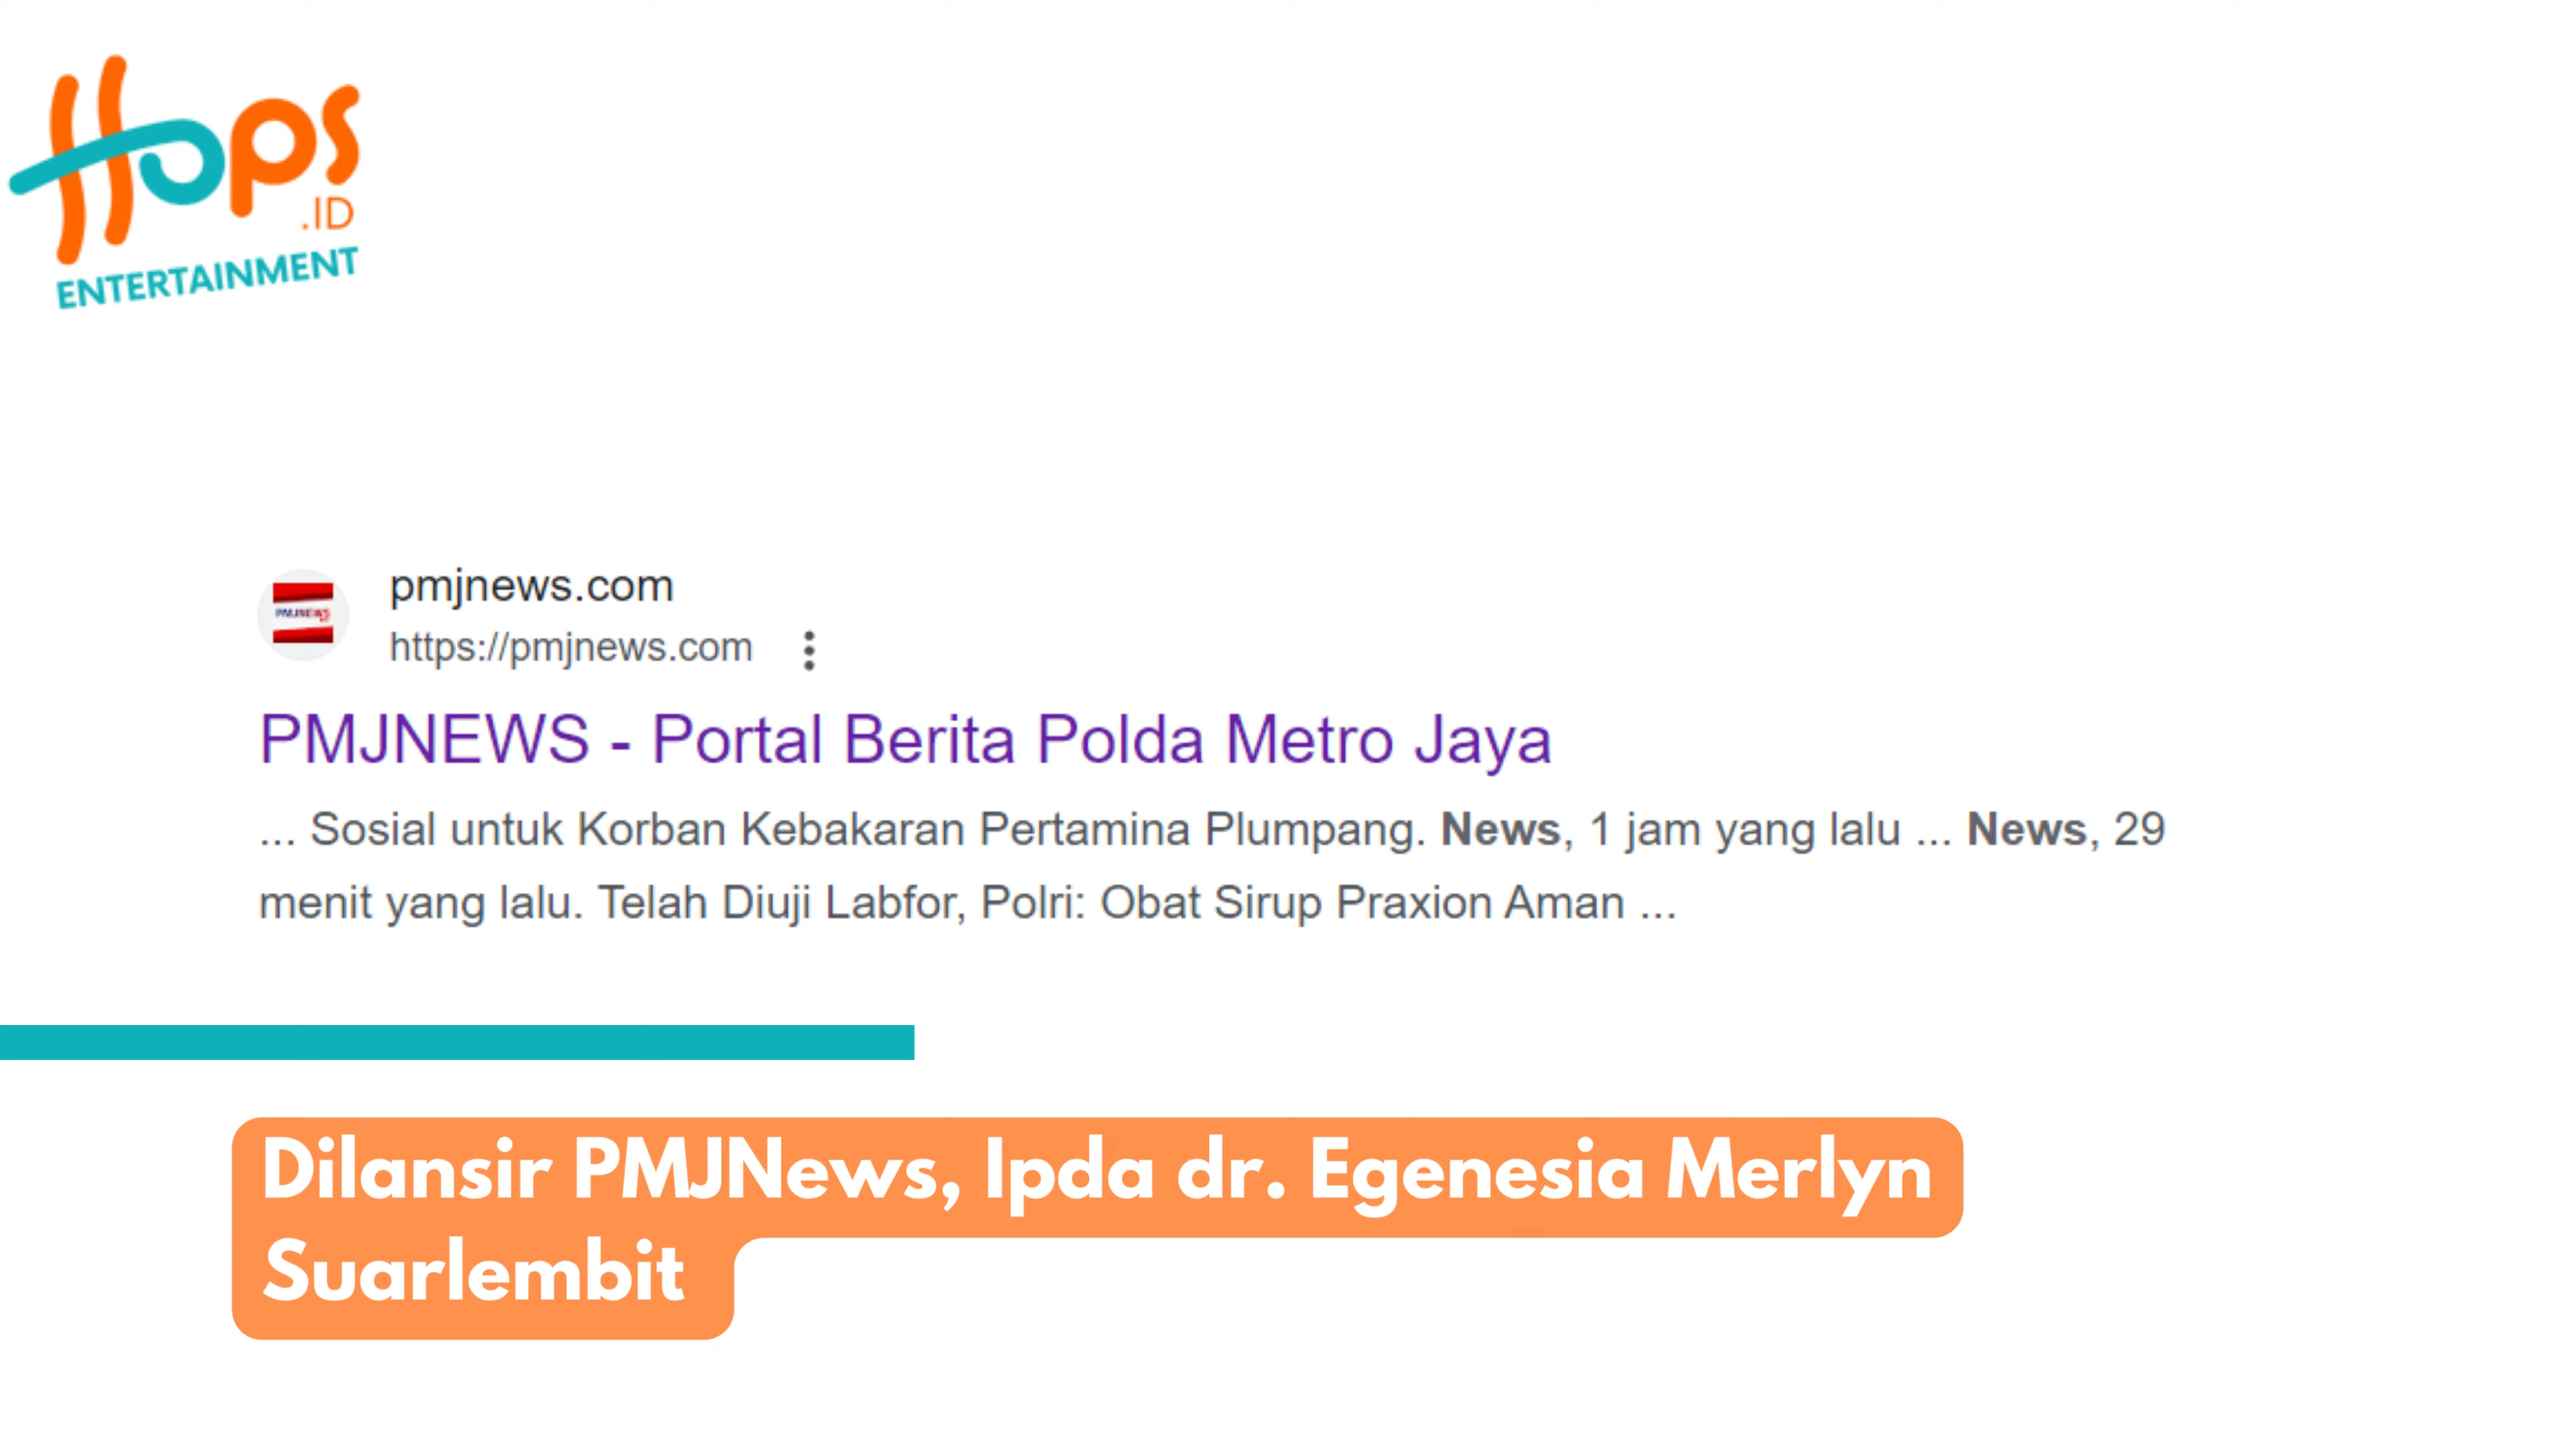 Hops
.ID
ENTERTAINMENT
PMJNEWS
pmjnews.com
https://pmjnews.com
PMJNEWS - Portal Berita Polda Metro Jaya
... Sosial untuk Korban Kebakaran Pertamina Plumpang. News, 1 jam yang lalu ... News, 29
menit yang lalu. Telah Diuji Labfor, Polri: Obat Sirup Praxion Aman ...
Dilansir PMJNews, Ipda dr. Egenesia Merlyn
Suarlembit